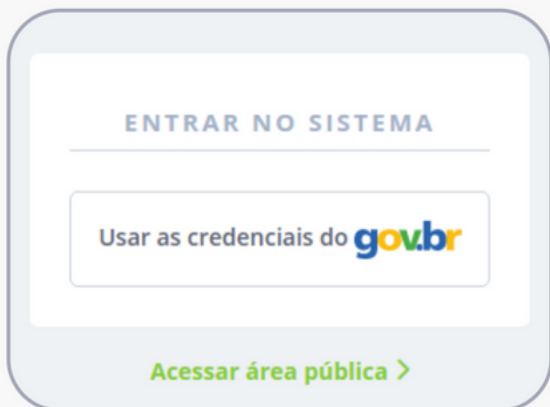 ENTRAR NO SISTEMA
Usar as credenciais do gov.br
Acessar área pública >